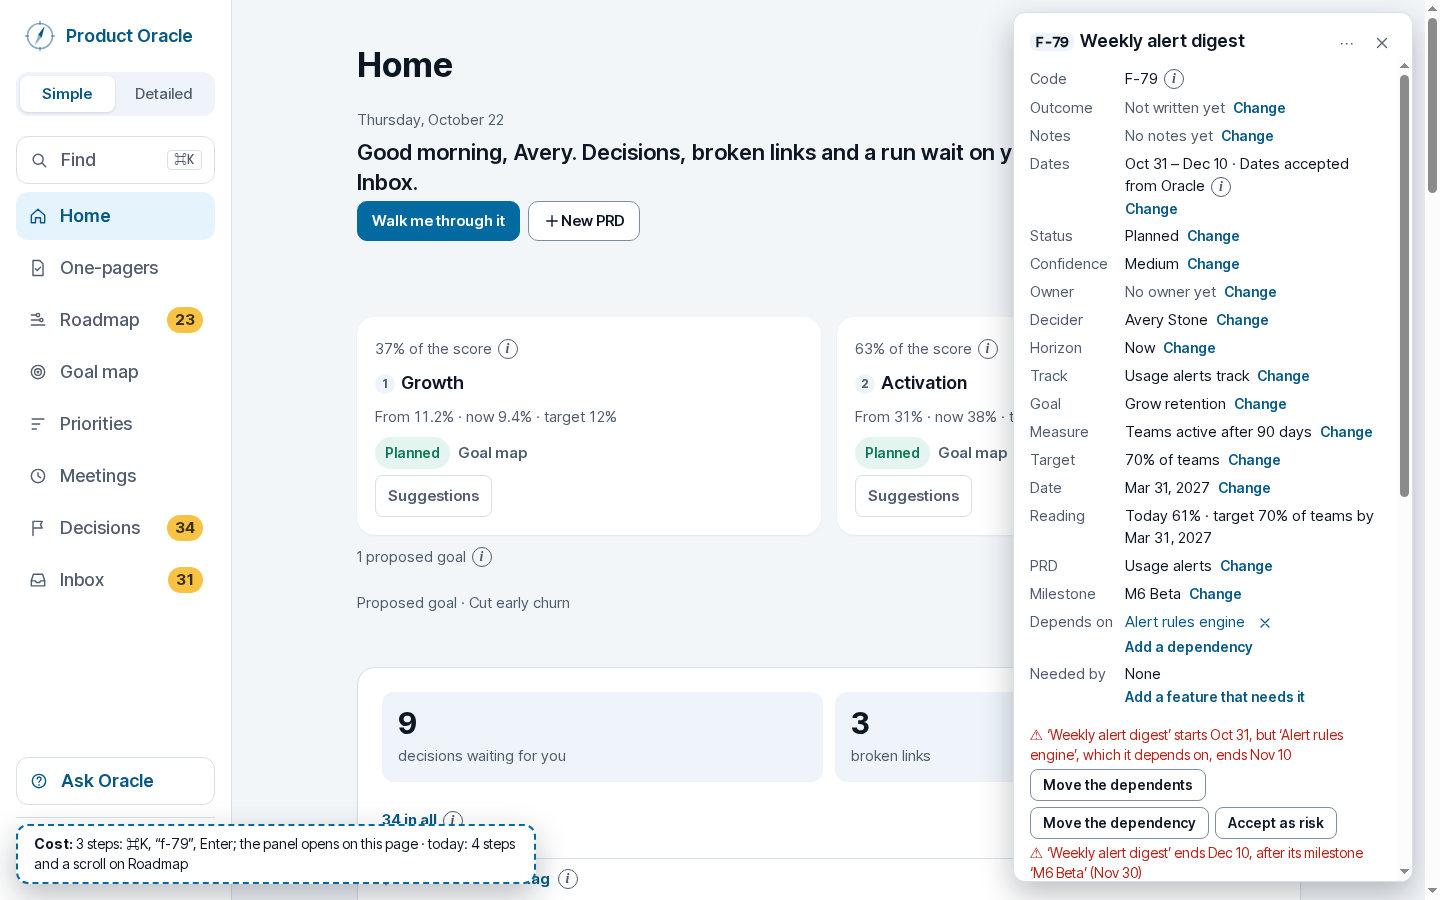 Product Oracle
Simple
Detailed
Find
⌘K
Home
One-pagers
Roadmap
23
Goal map
Priorities
Meetings
Decisions
34
Inbox
31
Ask Oracle
Cost: 3 steps: ⌘K, “f-79”, Enter; the panel opens on this page · today: 4 steps
and a scroll on Roadmap
Home
Thursday, October 22
Good morning, Avery. Decisions, broken links and a run wait on y
Inbox.
Walk me through it
+ New PRD
37% of the score i
1 Growth
From 11.2% · now 9.4% · target 12%
Planned Goal map
Suggestions
63% of the score i
2 Activation
From 31% · now 38% · t
Planned Goal map
Suggestions
1 proposed goal i
Proposed goal · Cut early churn
9
decisions waiting for you
3
broken links
34 in all i
ag i
F-79 Weekly alert digest
Code F-79 i
Outcome Not written yet Change
Notes No notes yet Change
Dates Oct 31 – Dec 10 · Dates accepted
from Oracle i
Change
Status Planned Change
Confidence Medium Change
Owner No owner yet Change
Decider Avery Stone Change
Horizon Now Change
Track Usage alerts track Change
Goal Grow retention Change
Measure Teams active after 90 days Change
Target 70% of teams Change
Date Mar 31, 2027 Change
Reading Today 61% · target 70% of teams by
Mar 31, 2027
PRD Usage alerts Change
Milestone M6 Beta Change
Depends on Alert rules engine
Add a dependency
Needed by None
Add a feature that needs it
⚠ ‘Weekly alert digest’ starts Oct 31, but ‘Alert rules
engine’, which it depends on, ends Nov 10
Move the dependents
Move the dependency Accept as risk
⚠ ‘Weekly alert digest’ ends Dec 10, after its milestone
‘M6 Beta’ (Nov 30)